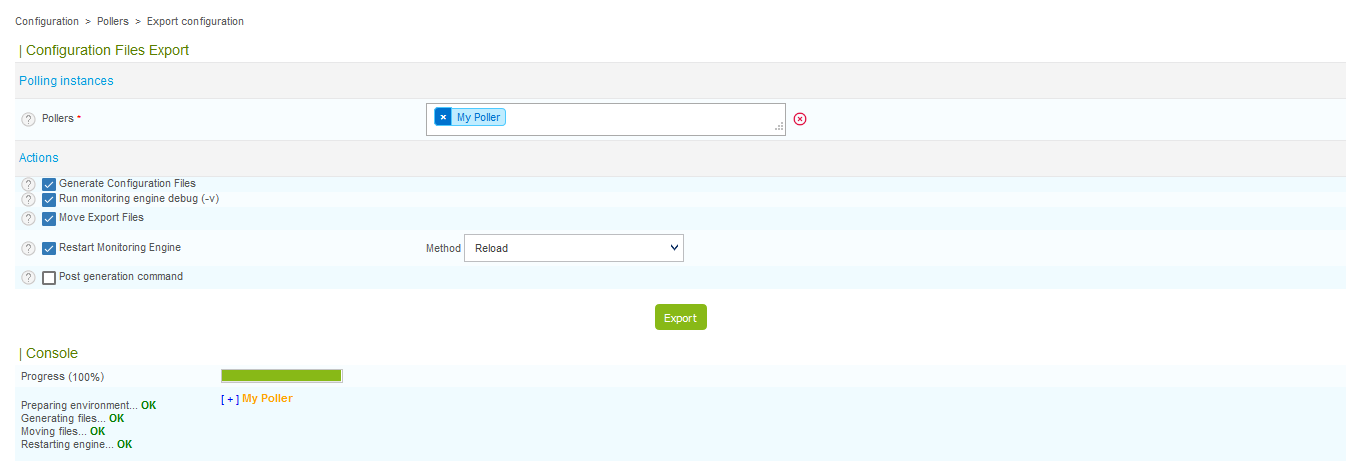 Configuration > Pollers > Export configuration
| Configuration Files Export
Polling instances
? Pollers *
× My Poller
Actions
? Generate Configuration Files
? Run monitoring engine debug (-v)
? Move Export Files
? Restart Monitoring Engine Method Reload
? Post generation command
Export
| Console
Progress (100%)
[ + ] My Poller
Preparing environment... OK
Generating files... OK
Moving files... OK
Restarting engine... OK